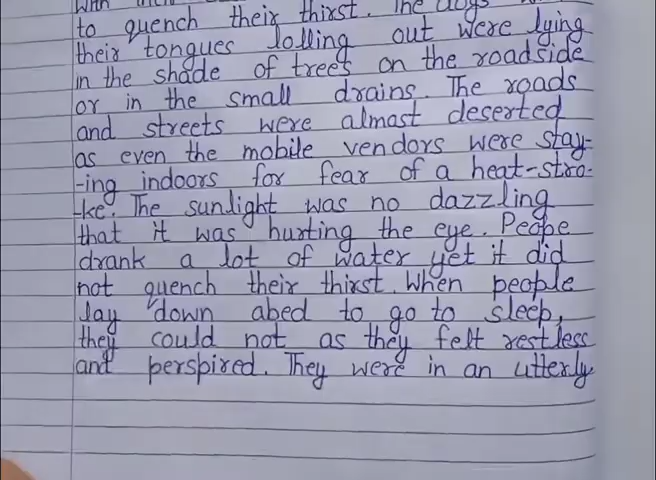 to quench their thirst. The dogs
their tongues lolling out were lying
in the shade of trees on the roadside
or in the small drains. The roads
and streets were almost deserted
as even the mobile vendors were stay-
-ing indoors for fear of a heat-stro-
-ke. The sunlight was no dazzling
that it was hurting the eye. Peope
drank a lot of water yet it did
not quench their thirst. When people
lay down abed to go to sleep,
they could not as they felt restless
and perspired. They were in an utterly